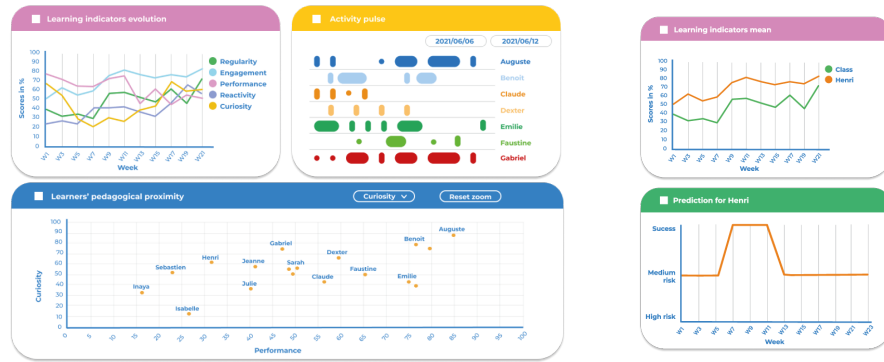 Learning indicators evolution
100
90
80
70
60
50
40
30
20
10
0
Scores in %
W1
W3
W5
W7
W9
W11
W13
W15
W17
W19
W21
Week
Regularity
Engagement
Performance
Reactivity
Curiosity
Activity pulse
2021/06/06
2021/06/12
Auguste
Benoit
Claude
Dexter
Emilie
Faustine
Gabriel
Learning indicators mean
100
90
80
70
60
50
40
30
20
10
0
Scores in %
W1
W3
W5
W7
W9
W11
W13
W15
W17
W19
W21
Week
Class
Henri
Learners' pedagogical proximity
Curiosity
Reset zoom
100
90
80
70
60
50
40
30
20
10
0
Curiosity
Auguste
Benoit
Gabriel
Dexter
Henri
Jeanne
Sarah
Sebastien
Faustine
Claude
Emilie
Julie
Inaya
Isabelle
0
5
10
15
20
25
30
35
40
45
50
55
60
65
70
75
80
85
90
95
100
Performance
Prediction for Henri
Sucess
Medium
risk
High risk
W1
W3
W5
W7
W9
W11
W13
W15
W17
W19
W21
W23
Week